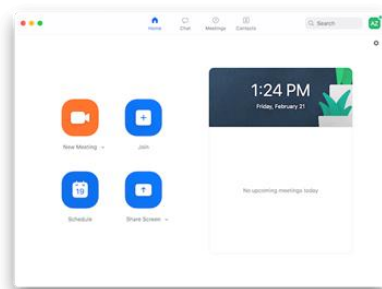 Home Chat Meetings Contacts
Search
AZ
1:24 PM
Friday, February 21
New Meeting
Join
19
Schedule
Share Screen
No upcoming meetings today